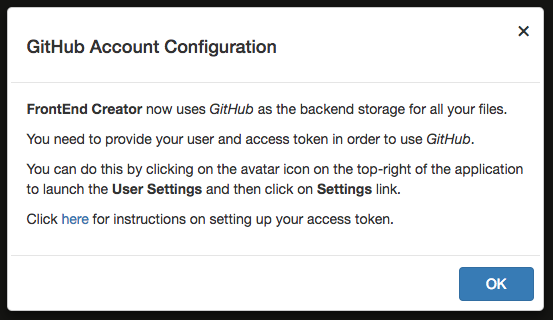 GitHub Account Configuration
×
FrontEnd Creator now uses GitHub as the backend storage for all your files.
You need to provide your user and access token in order to use GitHub.
You can do this by clicking on the avatar icon on the top-right of the application
to launch the User Settings and then click on Settings link.
Click here for instructions on setting up your access token.
OK